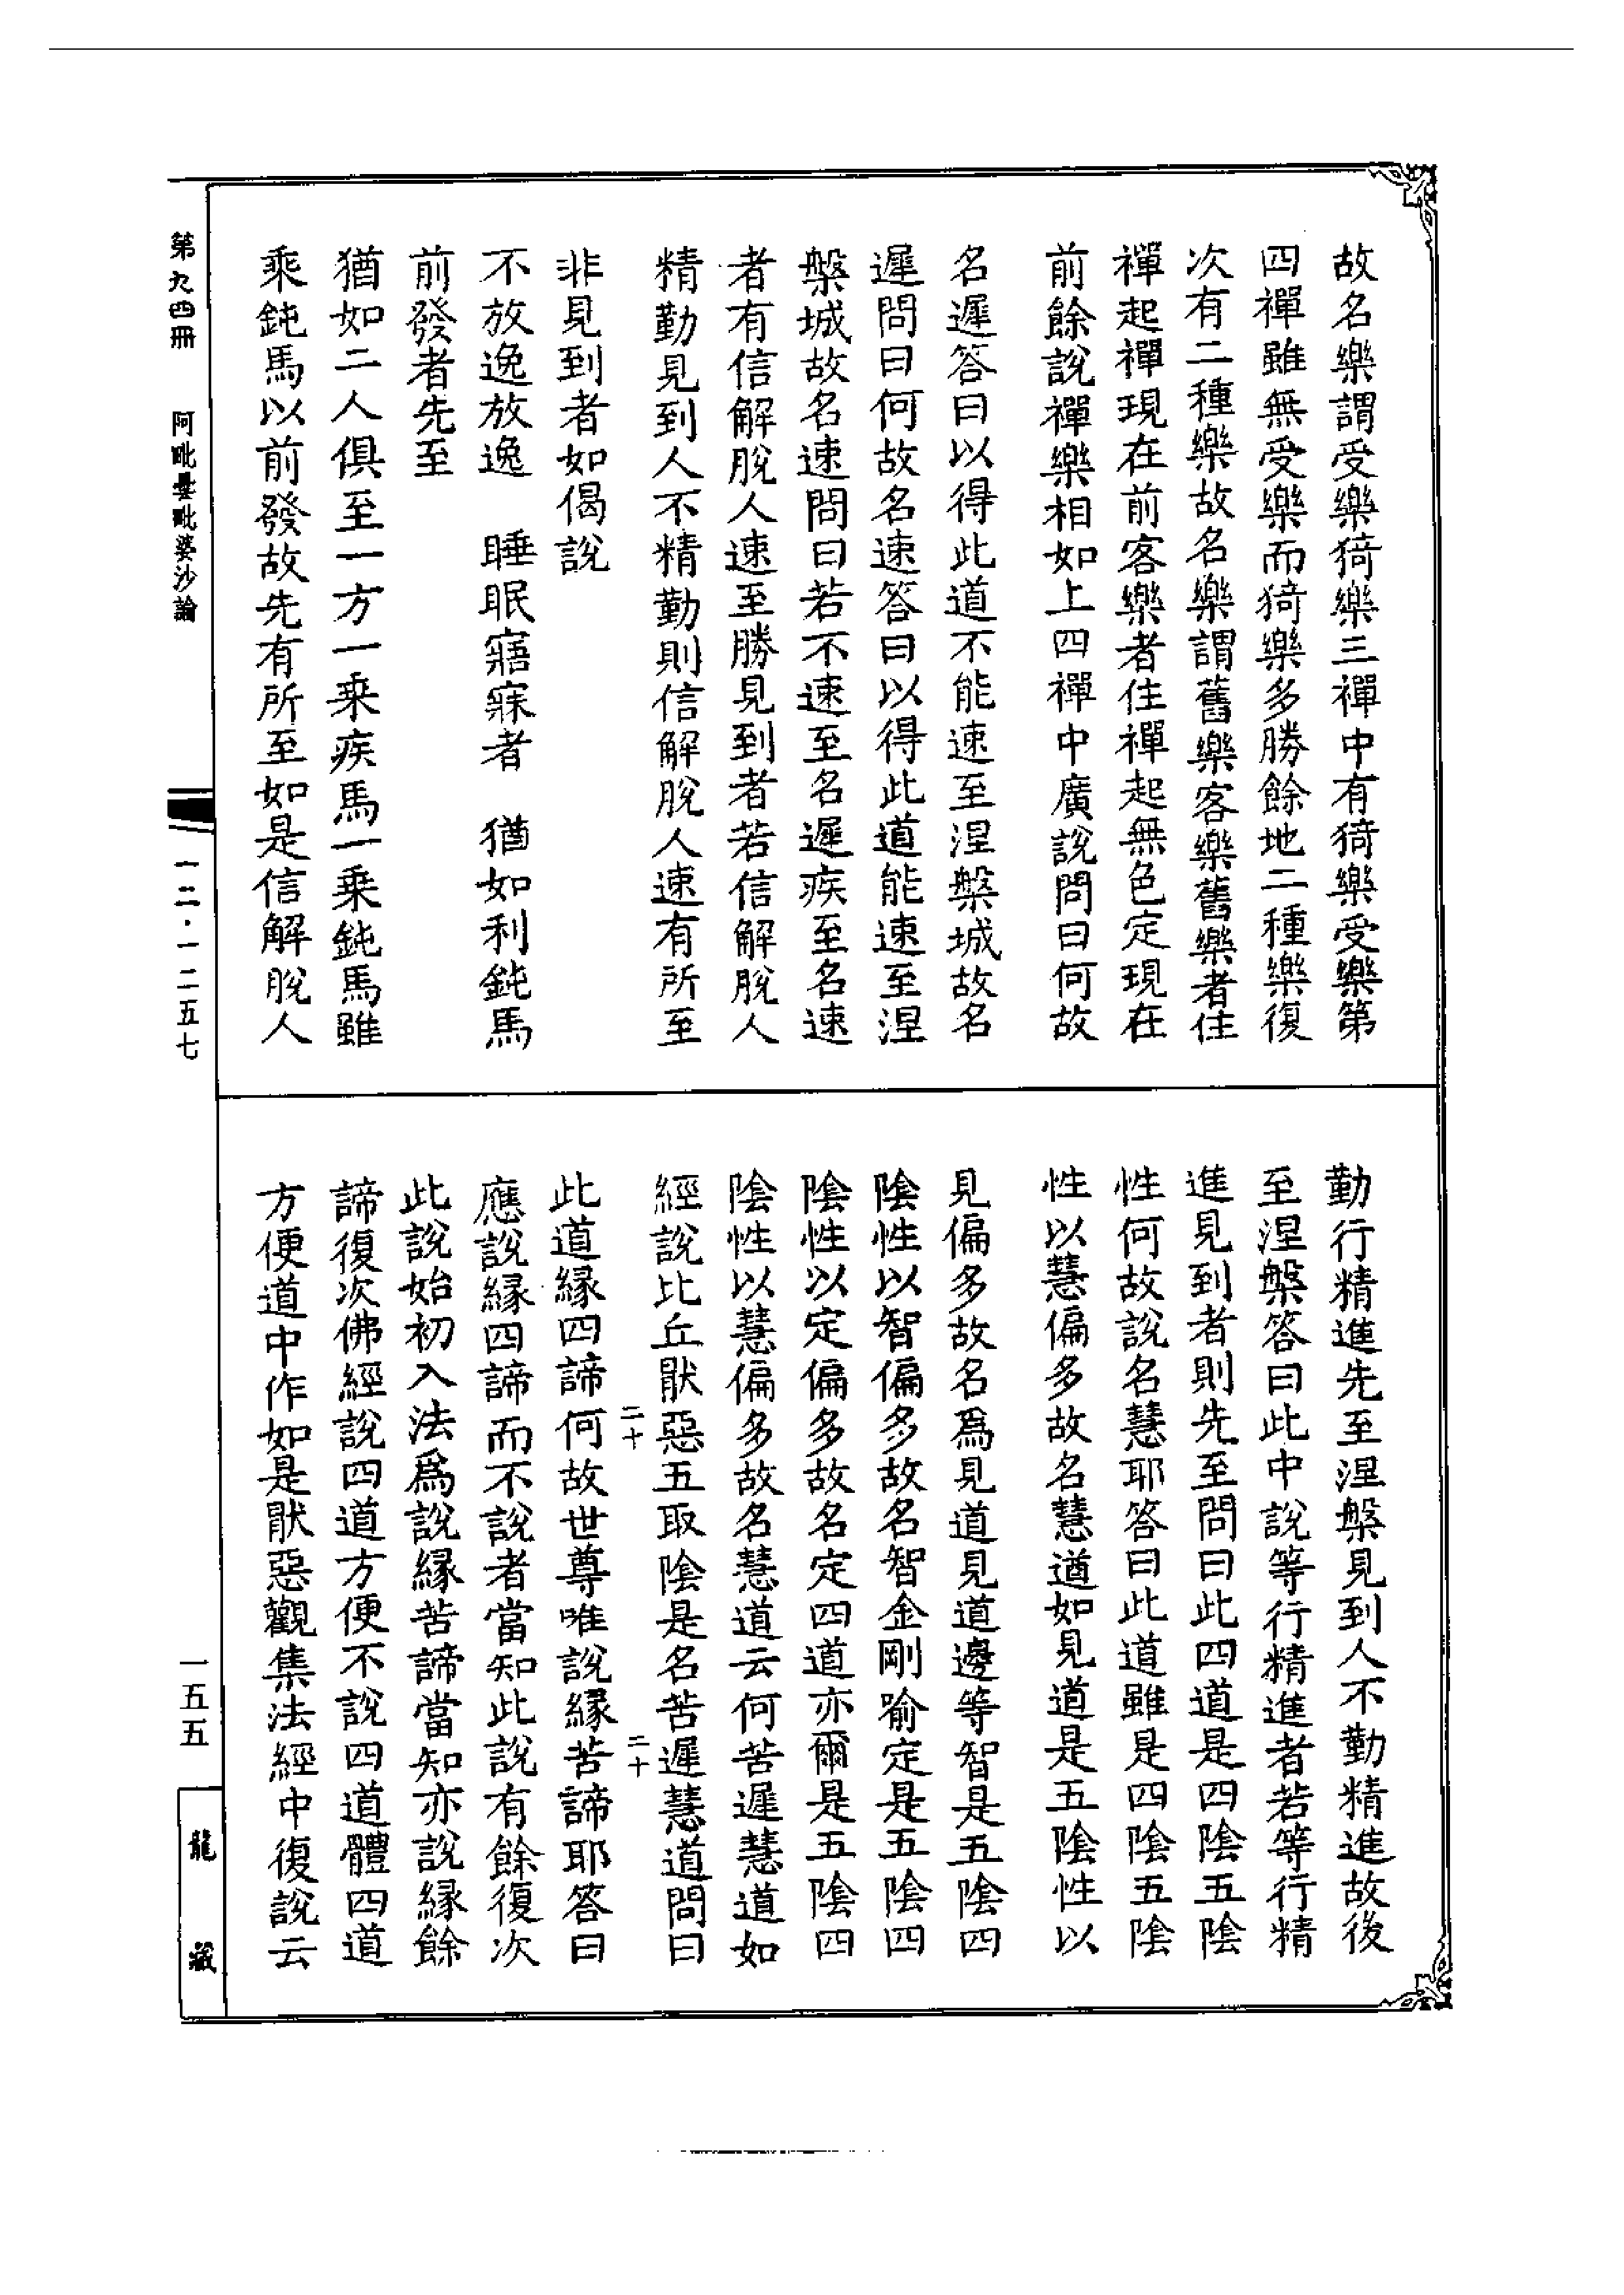 故名樂謂受樂猗樂三禪中有猗樂受樂第
四禪雖無受樂而猗樂多勝餘地二種樂復
次有二種樂故名樂謂舊樂客樂舊樂者住
禪起禪現在前客樂者住禪起無色定現在
前餘說禪樂相如上四禪中廣說問曰何故
名遲答曰以得此道不能速至涅槃城故名
遲問曰何故名速答曰以得此道能速至涅
槃城故名速問曰若不速至名遲疾至名速
者有信解脫人速至勝見到者若信解脫人
精勤見到人不精勤則信解脫人速有所至
非見到者如偈說
不放逸放逸　睡眠寤寐者　猶如利鈍馬
前發者先至
猶如二人俱至一方一乘疾馬一乘鈍馬雖
乘鈍馬以前發故先有所至如是信解脫人
勤行精進先至涅槃見到人不勤精進故後
至涅槃答曰此中說等行精進者若等行精
進見到者則先至問曰此四道是四陰五陰
性何故說名慧耶答曰此道雖是四陰五陰
性以慧偏多故名慧遒如見道是五陰性以
見偏多故名爲見道見道邊等智是五陰四
陰性以智偏多故名智金剛喻定是五陰四
陰性以定偏多故名定四道亦爾是五陰四
陰性以慧偏多故名慧道云何苦遲慧道如
經說比丘猒惡五取陰是名苦遲慧道問曰
二十
二十
此道緣四諦何故世尊唯說緣苦諦耶答曰
應說緣四諦而不說者當知此說有餘復次
此說始初入法爲說緣苦諦當知亦說緣餘
諦復次佛經說四道方便不說四道體四道
方便道中作如是猒惡觀集法經中復說云
第九四冊　阿毗曇毗婆沙論
一二·一二五七
一五五
龍藏